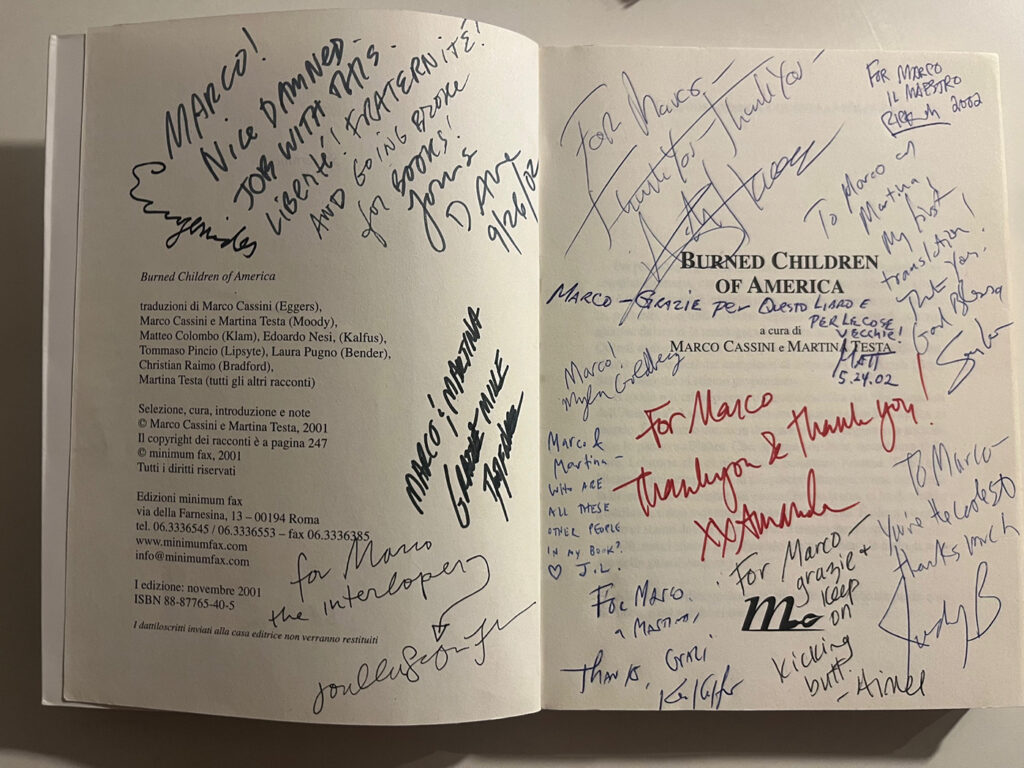 MARCO!
NICE DAMNED
JOB WITH THIS.
LIBERTÉ! FRATERNITÉ!
AND GOING BROKE
for BOOKS!
DAVE
9/26/02
Eugenides
Burned Children of America
traduzioni di Marco Cassini (Eggers),
Marco Cassini e Martina Testa (Moody),
Matteo Colombo (Klam), Edoardo Nesi, (Kalfus),
Tommaso Pincio (Lipsyte), Laura Pugno (Bender),
Christian Raimo (Bradford),
Martina Testa (tutti gli altri racconti)
Selezione, cura, introduzione e note
© Marco Cassini e Martina Testa, 2001
Il copyright dei racconti è a pagina 247
© minimum fax, 2001
Tutti i diritti riservati
Edizioni minimum fax
via della Farnesina, 13 – 00194 Roma
tel. 06.3336545 / 06.3336553 – fax 06.3336385
www.minimumfax.com
info@minimumfax.com
I edizione: novembre 2001
ISBN 88-87765-40-5
I dattiloscritti inviati alla casa editrice non verranno restituiti
MARCO & MARTINA
GRAZIE MILLE
for Marco
the interloper
For Marco,
Thank You – Thank You –
FOR MARCO
IL MAESTRO
RICK M 2002
To Marco and
Martina,
My first
translation!
Thank you.
God Bless
BURNED CHILDREN
OF AMERICA
MARCO – GRAZIE PER QUESTO LIBRO E
PER LE COSE
VECCHIE!
MATT
5.24.02
a cura di
MARCO CASSINI e MARTINA TESTA
Marco!
Myla Goldberg
For Marco
thank you & thank you!
XX Amanda
Marco &
Martina –
WHO ARE
ALL THESE
OTHER PEOPLE
IN MY BOOK?
♡ J.L.
To Marco –
You're the coolest
thanks much
Judy B
For Marco –
grazie +
keep
on
kicking
butt.
– Aimee
m
For Marco.
Thanks,